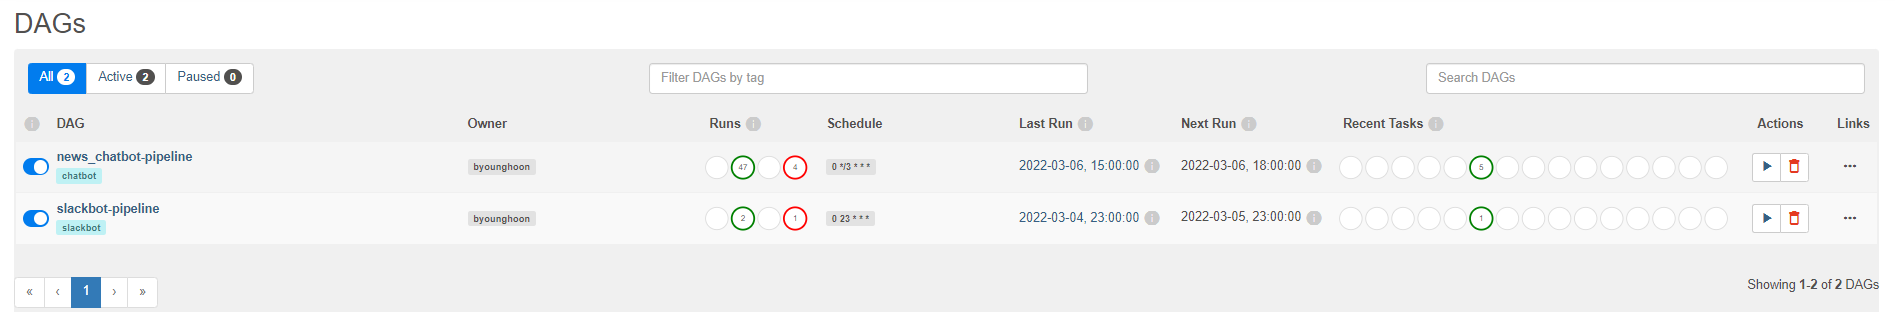 DAGs
All 2 Active 2 Paused 0 Filter DAGs by tag Search DAGs
i DAG Owner Runs i Schedule Last Run i Next Run i Recent Tasks i Actions Links
news_chatbot-pipeline
chatbot byounghoon 47 4 0 */3 * * * 2022-03-06, 15:00:00 i 2022-03-06, 18:00:00 i 5 ···
slackbot-pipeline
slackbot byounghoon 2 1 0 23 * * * 2022-03-04, 23:00:00 i 2022-03-05, 23:00:00 i 1 ···
« ‹ 1 › » Showing 1-2 of 2 DAGs